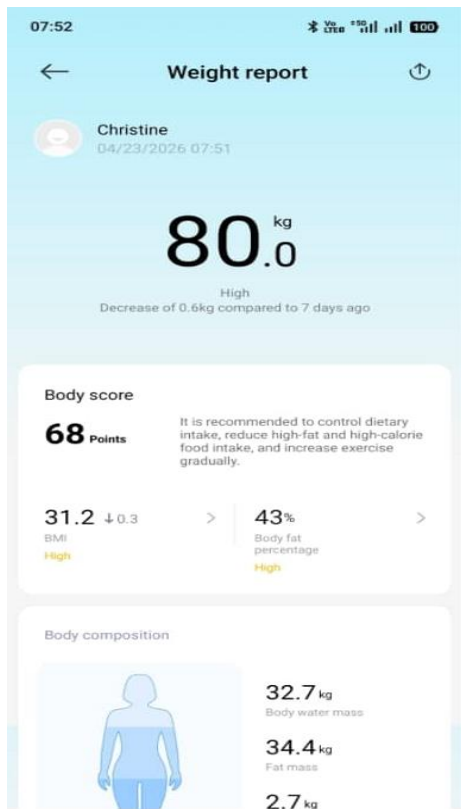 07:52
Vo LTE 5G 100
Weight report
Christine
04/23/2026 07:51
80.0 kg
High
Decrease of 0.6kg compared to 7 days ago
Body score
68 Points
It is recommended to control dietary
intake, reduce high-fat and high-calorie
food intake, and increase exercise
gradually.
31.2 ↓0.3
BMI
High
43%
Body fat
percentage
High
Body composition
32.7 kg
Body water mass
34.4 kg
Fat mass
2.7 kg